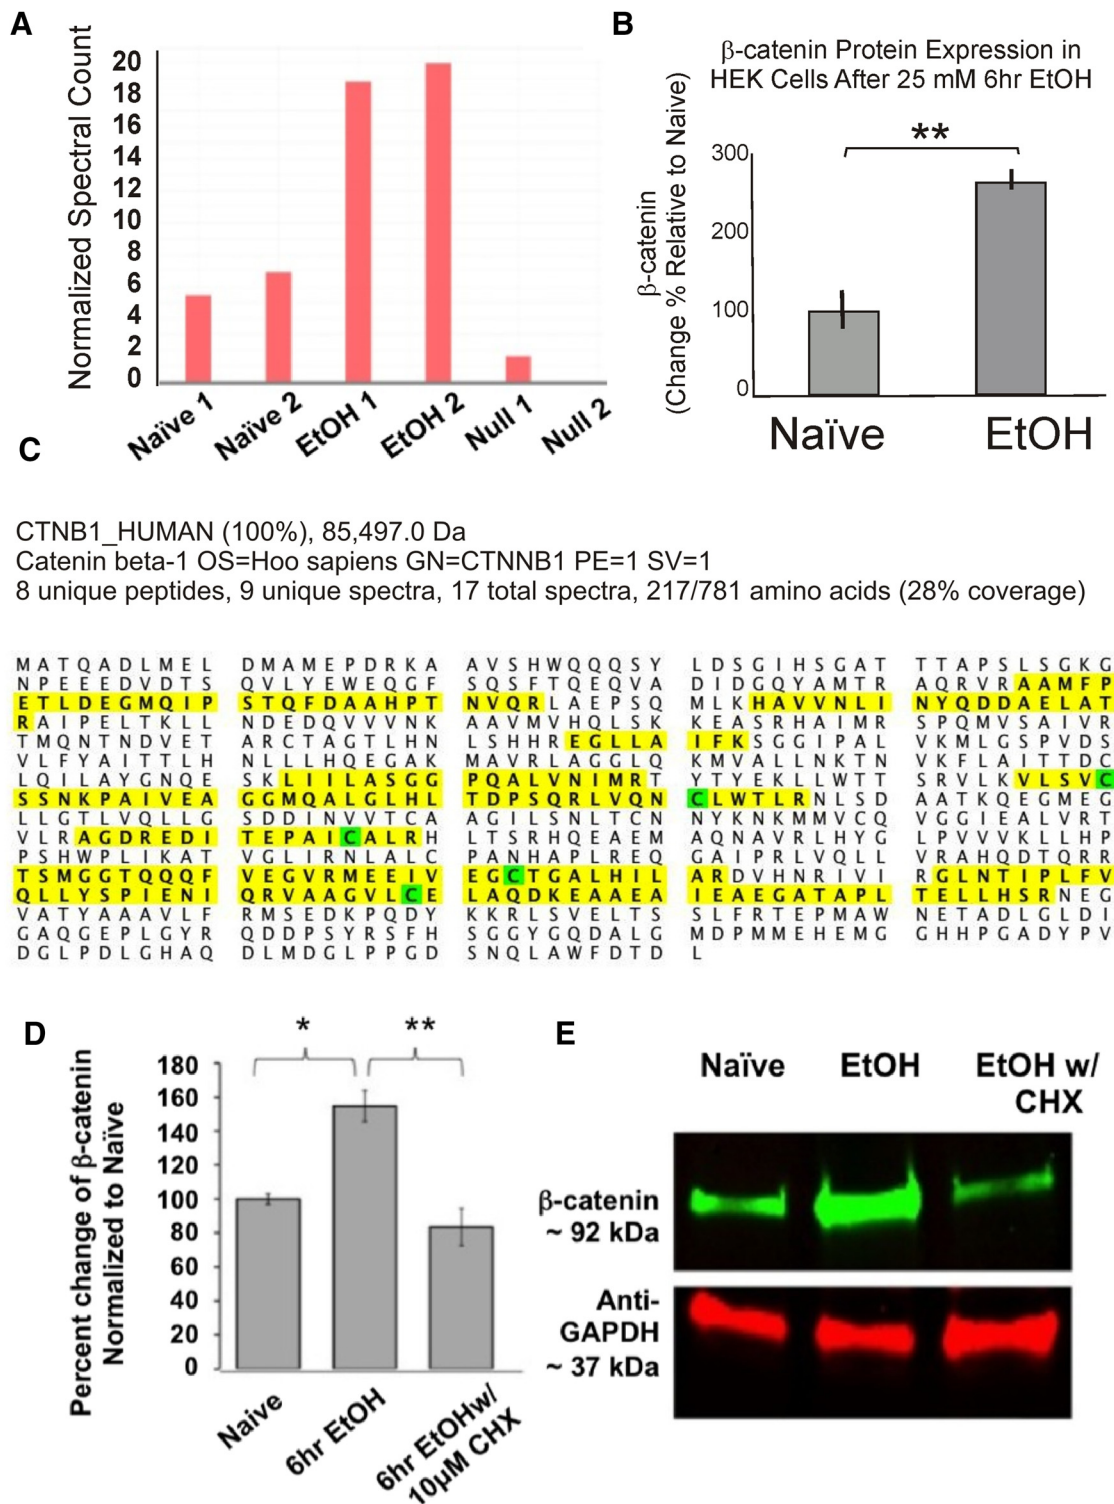 A
Normalized Spectral Count
20
18
16
14
12
10
8
6
4
2
0
Naïve 1
Naïve 2
EtOH 1
EtOH 2
Null 1
Null 2
B
β-catenin Protein Expression in
HEK Cells After 25 mM 6hr EtOH
β-catenin
(Change % Relative to Naive)
**
300
200
100
0
Naïve
EtOH
C
CTNB1_HUMAN (100%), 85,497.0 Da
Catenin beta-1 OS=Hoo sapiens GN=CTNNB1 PE=1 SV=1
8 unique peptides, 9 unique spectra, 17 total spectra, 217/781 amino acids (28% coverage)
MATQADLMEL DMAMEPDRKA AVSHWQQQSY LDSGIHSGAT TTAPSLSGKG
NPEEEDVDTS QVLYEWEQGF SQSFTQEQVA DIDGQYAMTR AQRVRAAMFP
ETLDEGMQIP STQFDAAHPT NVQRLAEPSQ MLKHAVVNLI NYQDDAELAT
RAIPELTKLL NDEDQVVVNK AAVMVHQLSK KEASRHAIMR SPQMVSAIVR
TMQNTNDVET ARCTAGTLHN LSHHREGLLA IFKSGGIPAL VKMLGSPVDS
VLFYAITTLH NLLLHQEGAK MAVRLAGGLQ KMVALLNKTN VKFLAITTDC
LQILAYGNQE SKLIILASGG PQALVNIMRT YTYEKLLWTT SRVLKVLSVC
SSNKPAIVEA GGMQALGLHL TDPSQRLVQN CLWTLRNLSD AATKQEGMEG
LLGTLVQLLG SDDINVVTCA AGILSNLTCN NYKNKMMVCQ VGGIEALVRT
VLRAGDREDI TEPAICALRH LTSRHQEAEM AQNAVRLHYG LPVVVKLLHP
PSHWPLIKAT VGLIRNLALC PANHAPLREQ GAIPRLVQLL VRAHQDTQRR
TSMGGTQQQF VEGVRMEEIV EGCTGALHIL ARDVHNRIVI RGLNTIPLFV
QLLYSPIENI QRVAAGVLCE LAQDKEAAEA IEAEGATAPL TELLHSRNEG
VATYAAAVLF RMSEDKPQDY KKRLSVELTS SLFRTEPMAW NETADLGLDI
GAQGEPLGYR QDDPSYRSFH SGGYGQDALG MDPMMEHEMG GHHPGADYPV
DGLPDLGHAQ DLMDGLPPGD SNQLAWFDTD L
D
Percent change of β-catenin
Normalized to Naïve
*
**
180
160
140
120
100
80
60
40
20
0
Naive
6hr EtOH
6hr EtOHw/
10μM CHX
E
Naïve
EtOH
EtOH w/
CHX
β-catenin
~ 92 kDa
Anti-
GAPDH
~ 37 kDa